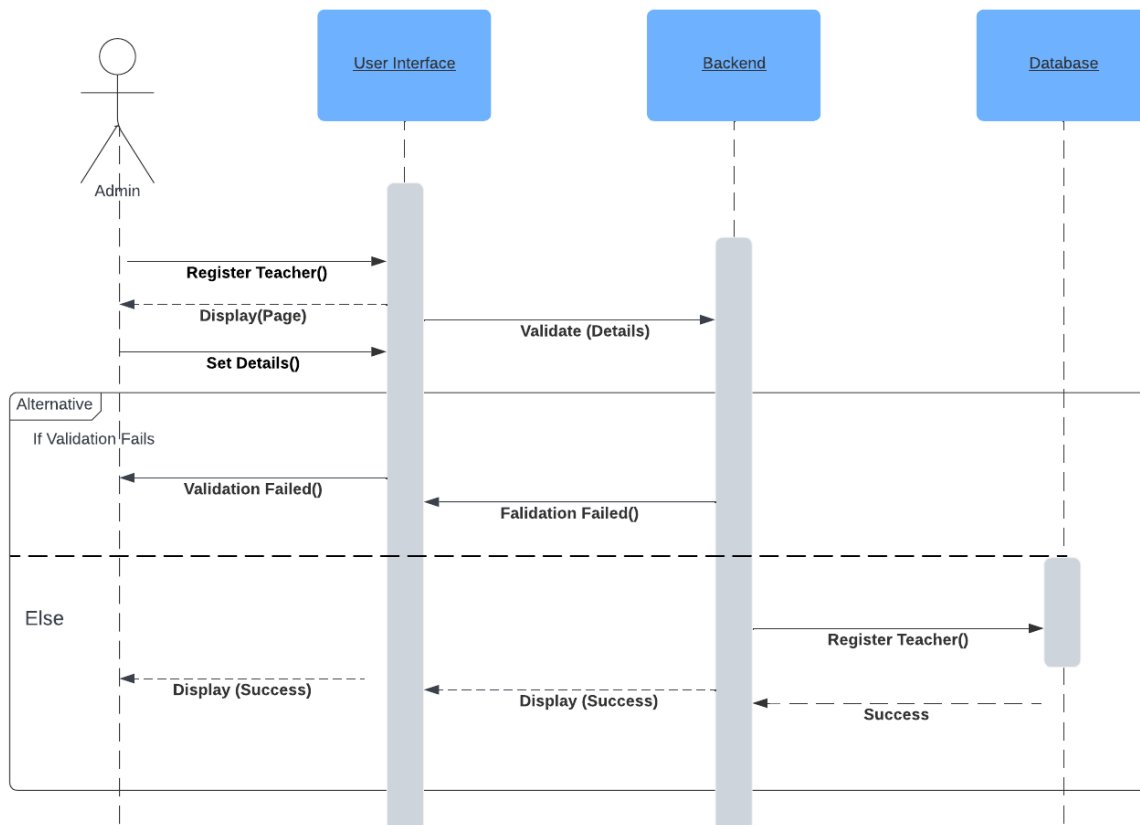 User Interface
Backend
Database
Admin
Register Teacher()
Display(Page)
Validate (Details)
Set Details()
Alternative
If Validation Fails
Validation Failed()
Falidation Failed()
Else
Register Teacher()
Display (Success)
Display (Success)
Success